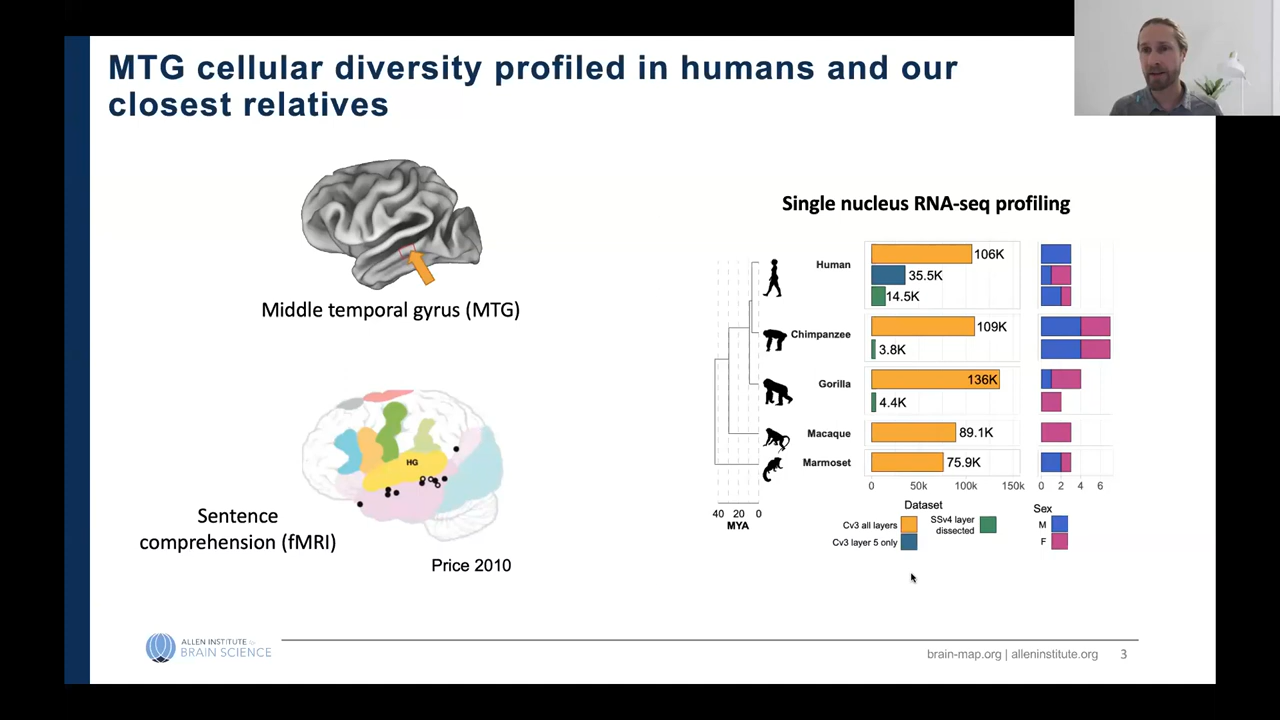 MTG cellular diversity profiled in humans and our
closest relatives
Middle temporal gyrus (MTG)
HG
Sentence
comprehension (fMRI)
Price 2010
Single nucleus RNA-seq profiling
Human
106K
35.5K
14.5K
Chimpanzee
109K
3.8K
Gorilla
136K
4.4K
Macaque
89.1K
Marmoset
75.9K
0 50k 100k 150k
0 2 4 6
40 20 0
MYA
Dataset
Cv3 all layers
Cv3 layer 5 only
SSv4 layer
dissected
Sex
M
F
ALLEN INSTITUTE for
BRAIN SCIENCE
brain-map.org | alleninstitute.org 3